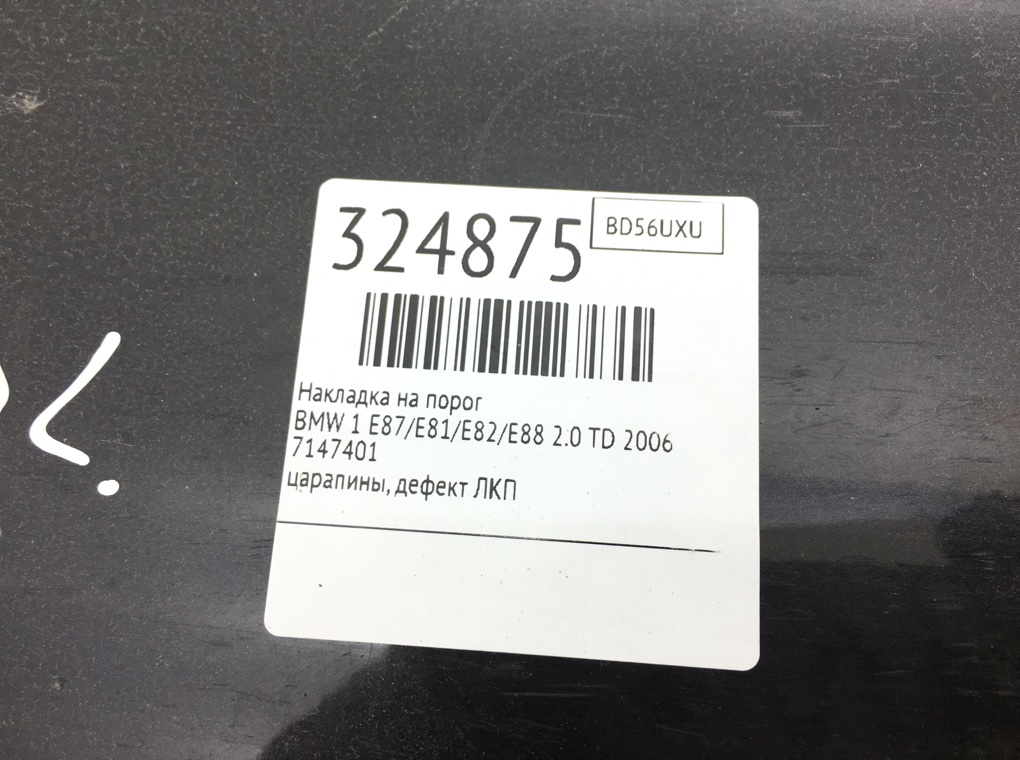 324875 BD56UXU
Накладка на порог
BMW 1 E87/E81/E82/E88 2.0 TD 2006
7147401
царапины, дефект ЛКП